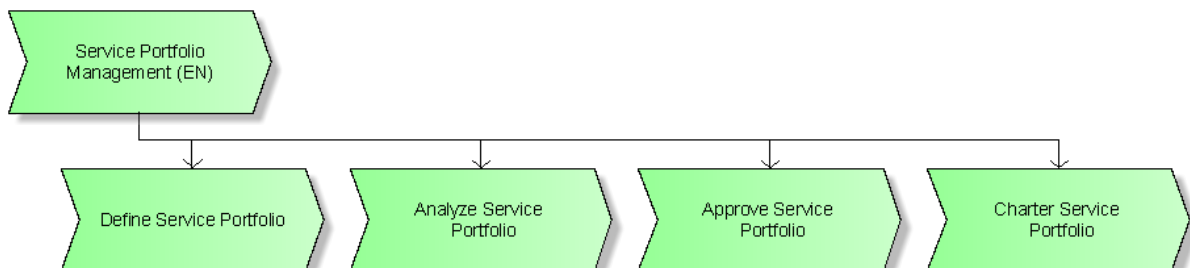 Service Portfolio
Management (EN)
Define Service Portfolio
Analyze Service
Portfolio
Approve Service
Portfolio
Charter Service
Portfolio